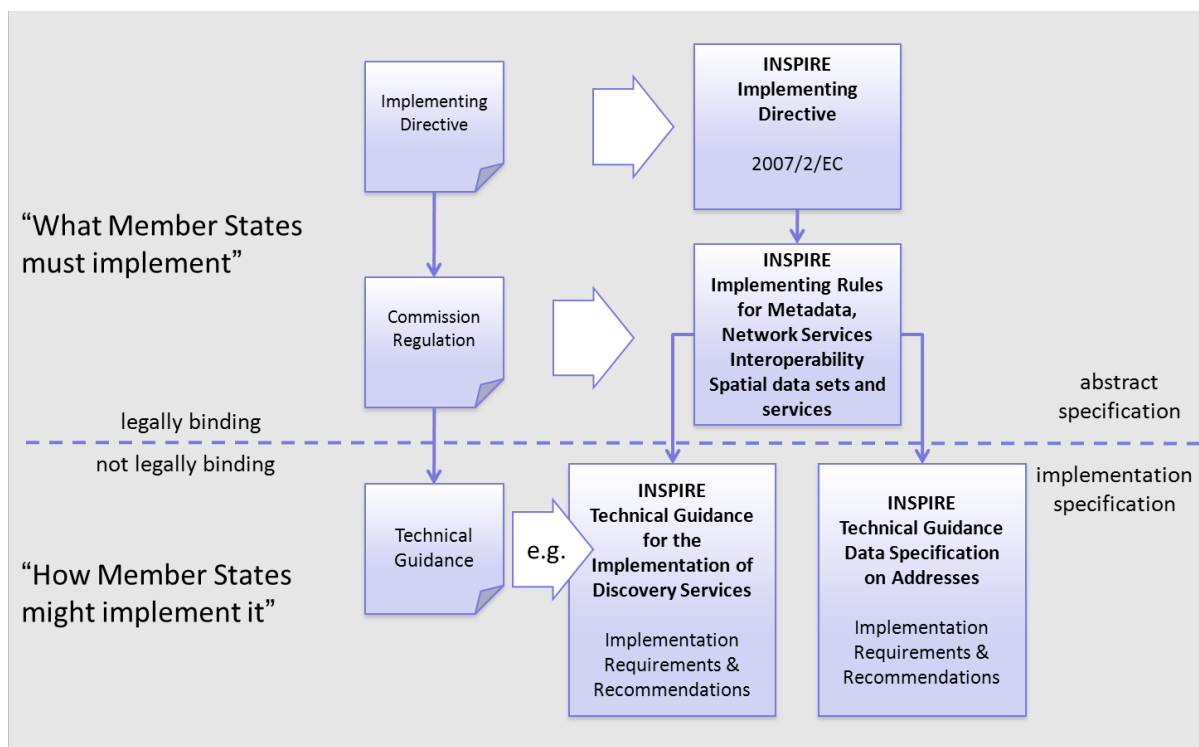 Implementing
Directive
INSPIRE
Implementing
Directive
2007/2/EC
“What Member States
must implement”
Commission
Regulation
INSPIRE
Implementing Rules
for Metadata,
Network Services
Interoperability
Spatial data sets and
services
abstract
specification
legally binding
not legally binding
implementation
specification
“How Member States
might implement it”
Technical
Guidance
e.g.
INSPIRE
Technical Guidance
for the
Implementation of
Discovery Services
Implementation
Requirements &
Recommendations
INSPIRE
Technical Guidance
Data Specification
on Addresses
Implementation
Requirements &
Recommendations